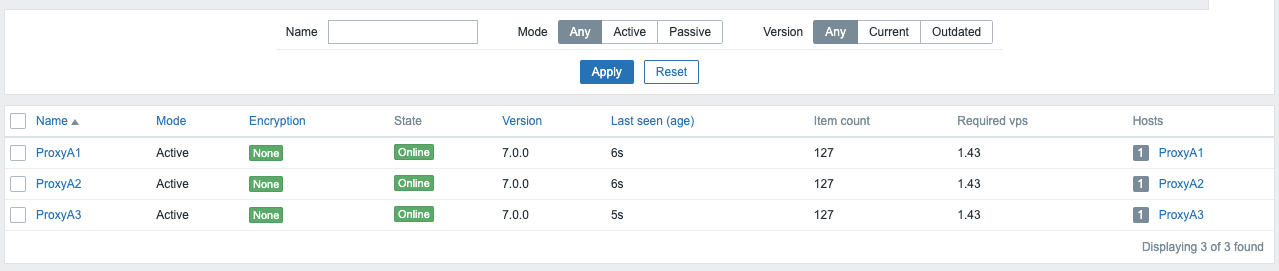 Name Mode Any Active Passive Version Any Current Outdated
Apply Reset
Name Mode Encryption State Version Last seen (age) Item count Required vps Hosts
ProxyA1 Active None Online 7.0.0 6s 127 1.43 1 ProxyA1
ProxyA2 Active None Online 7.0.0 6s 127 1.43 1 ProxyA2
ProxyA3 Active None Online 7.0.0 5s 127 1.43 1 ProxyA3
Displaying 3 of 3 found